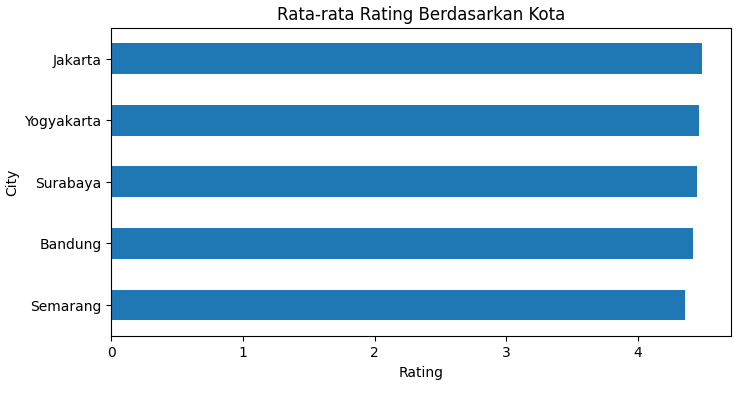 Rata-rata Rating Berdasarkan Kota
Jakarta
Yogyakarta
Surabaya
Bandung
Semarang
City
0 1 2 3 4
Rating